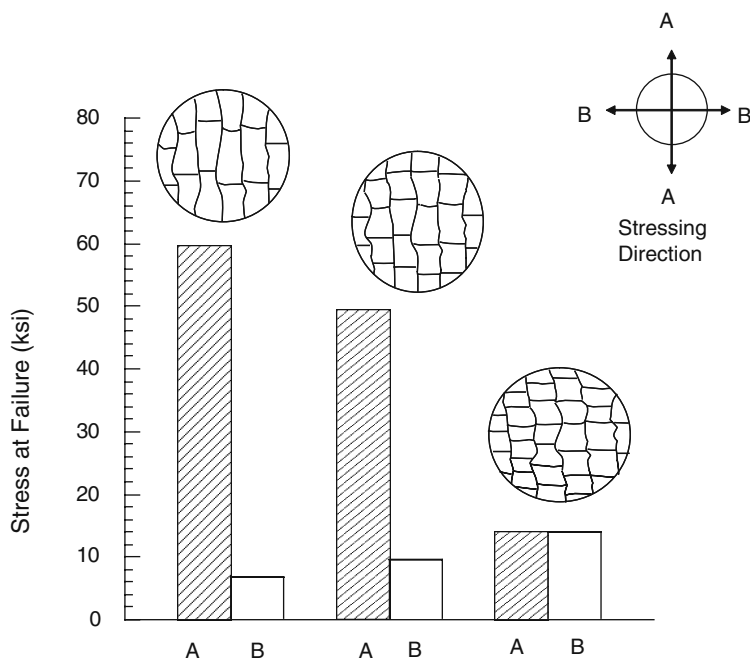 A
B
B
A
Stressing
Direction
Stress at Failure (ksi)
80
70
60
50
40
30
20
10
0
A B
A B
A B